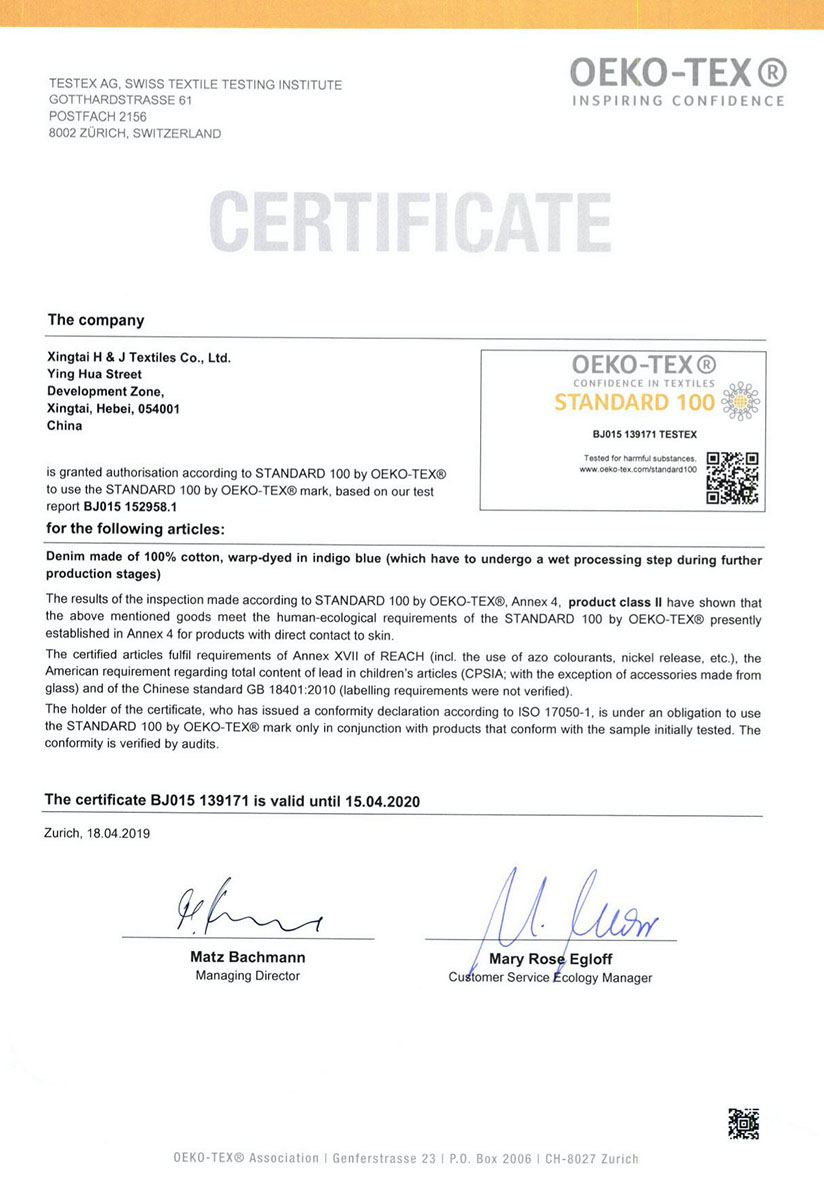 TESTEX AG, SWISS TEXTILE TESTING INSTITUTE
GOTTHARDSTRASSE 61
POSTFACH 2156
8002 ZÜRICH, SWITZERLAND
OEKO-TEX®
INSPIRING CONFIDENCE
CERTIFICATE
The company
Xingtai H & J Textiles Co., Ltd.
Ying Hua Street
Development Zone,
Xingtai, Hebei, 054001
China
is granted authorisation according to STANDARD 100 by OEKO-TEX®
to use the STANDARD 100 by OEKO-TEX® mark, based on our test
report BJ015 152958.1
OEKO-TEX®
CONFIDENCE IN TEXTILES
STANDARD 100
BJ015 139171 TESTEX
Tested for harmful substances.
www.oeko-tex.com/standard100
for the following articles:
Denim made of 100% cotton, warp-dyed in indigo blue (which have to undergo a wet processing step during further
production stages)
The results of the inspection made according to STANDARD 100 by OEKO-TEX®, Annex 4, product class II have shown that
the above mentioned goods meet the human-ecological requirements of the STANDARD 100 by OEKO-TEX® presently
established in Annex 4 for products with direct contact to skin.
The certified articles fulfil requirements of Annex XVII of REACH (incl. the use of azo colourants, nickel release, etc.), the
American requirement regarding total content of lead in children's articles (CPSIA; with the exception of accessories made from
glass) and of the Chinese standard GB 18401:2010 (labelling requirements were not verified).
The holder of the certificate, who has issued a conformity declaration according to ISO 17050-1, is under an obligation to use
the STANDARD 100 by OEKO-TEX® mark only in conjunction with products that conform with the sample initially tested. The
conformity is verified by audits.
The certificate BJ015 139171 is valid until 15.04.2020
Zurich, 18.04.2019
Matz Bachmann
Managing Director
Mary Rose Egloff
Customer Service Ecology Manager
OEKO-TEX® Association | Genferstrasse 23 | P.O. Box 2006 | CH-8027 Zurich